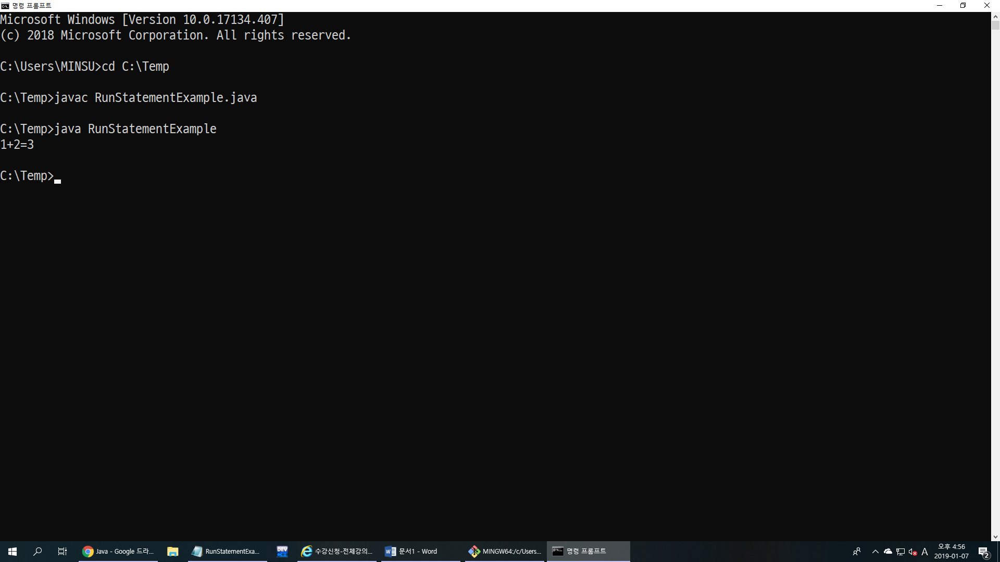 명령 프롬프트
Microsoft Windows [Version 10.0.17134.407]
(c) 2018 Microsoft Corporation. All rights reserved.
C:\Users\MINSU>cd C:\Temp
C:\Temp>javac RunStatementExample.java
C:\Temp>java RunStatementExample
1+2=3
C:\Temp>
Java - Google 드라...
RunStatementExa...
DEV C++
수강신청-전체강의...
문서1 - Word
MINGW64:/c/Users...
명령 프롬프트
A
오후 4:56
2019-01-07
2